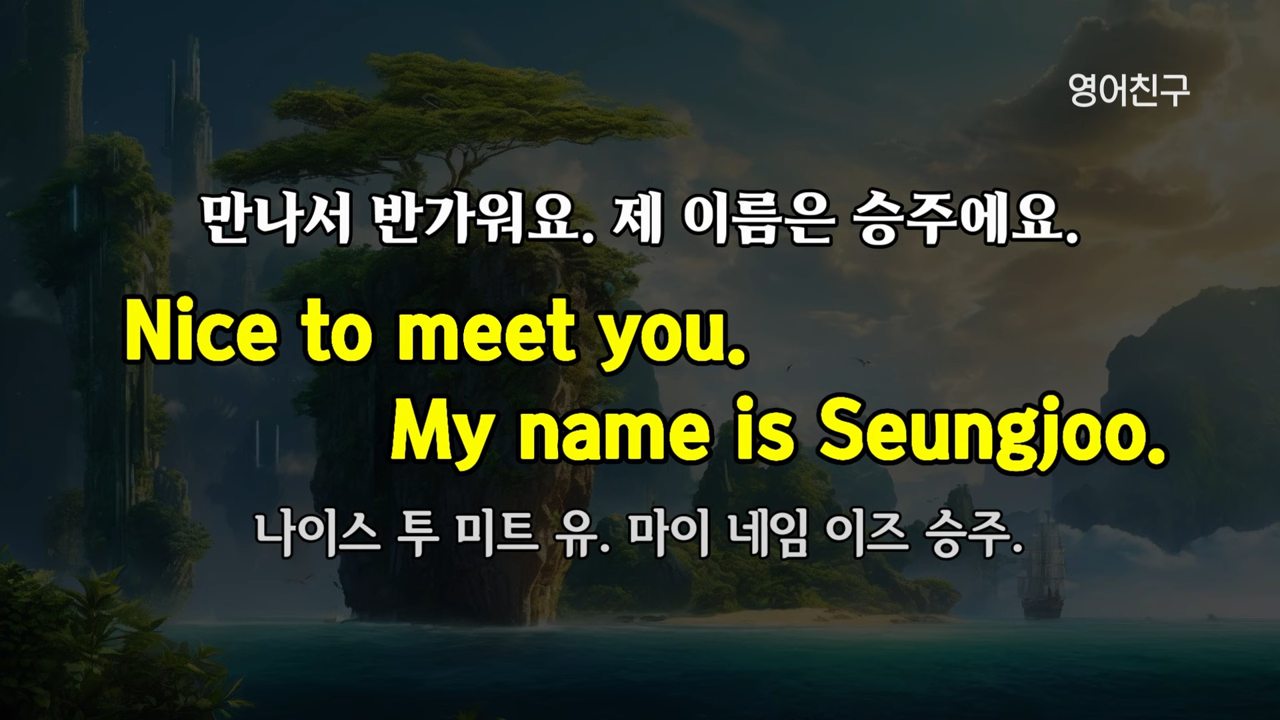 영어친구
만나서 반가워요. 제 이름은 승주에요.
Nice to meet you.
My name is Seungjoo.
나이스 투 미트 유. 마이 네임 이즈 승주.